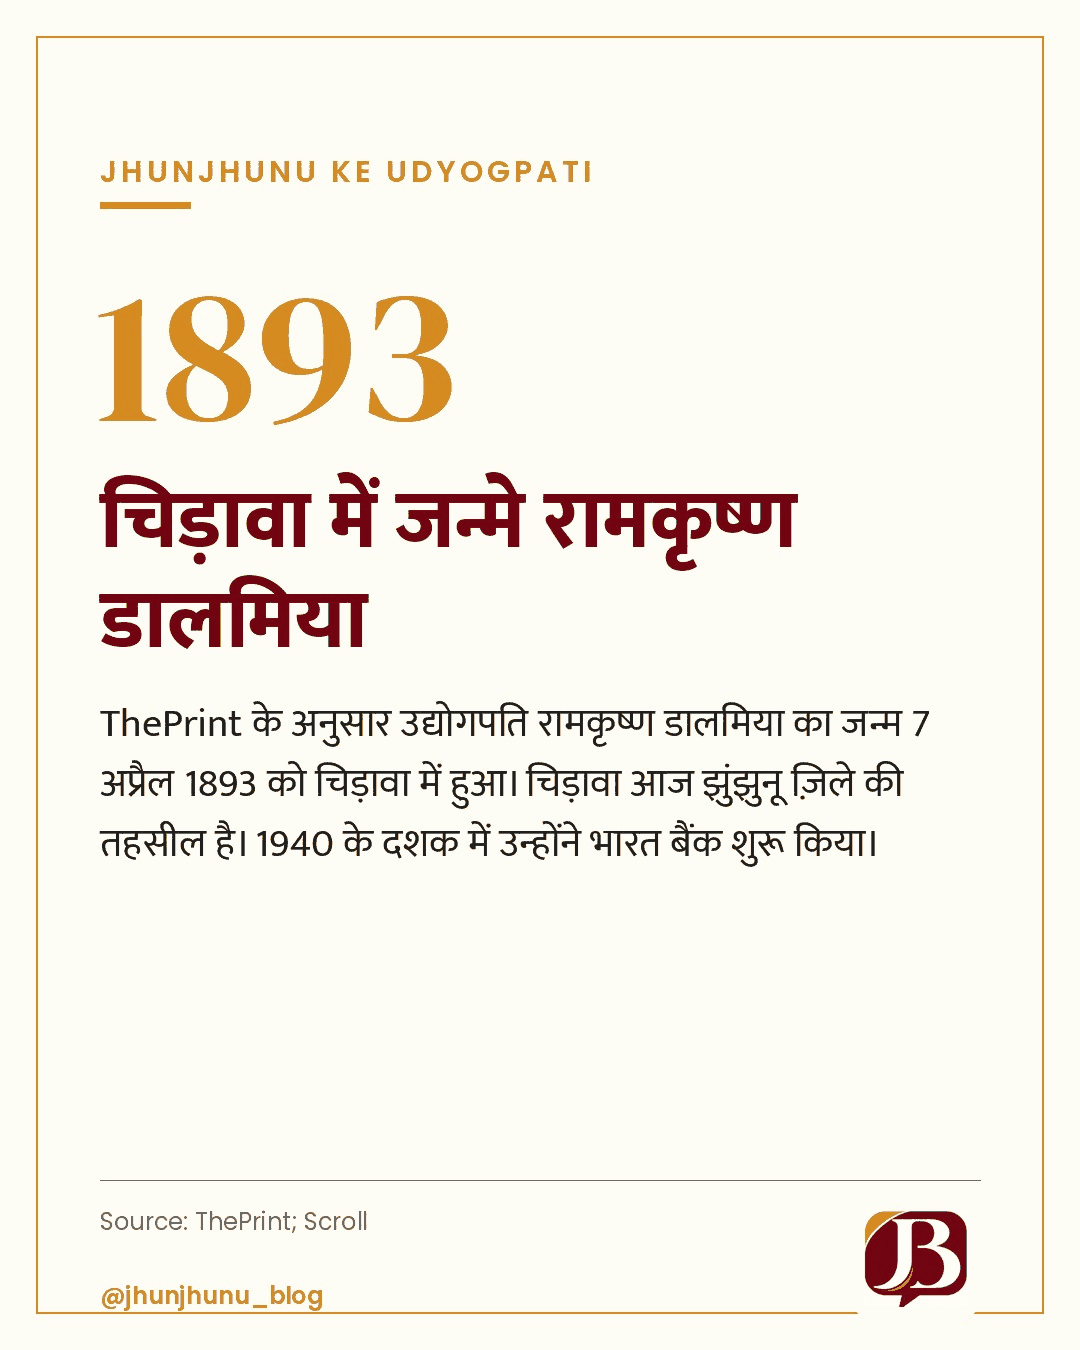 JHUNJHUNU KE UDYOGPATI
1893
चिड़ावा में जन्मे रामकृष्ण
डालमिया
ThePrint के अनुसार उद्योगपति रामकृष्ण डालमिया का जन्म 7
अप्रैल 1893 को चिड़ावा में हुआ। चिड़ावा आज झुंझुनू ज़िले की
तहसील है। 1940 के दशक में उन्होंने भारत बैंक शुरू किया।
Source: ThePrint; Scroll
JB
@jhunjhunu_blog